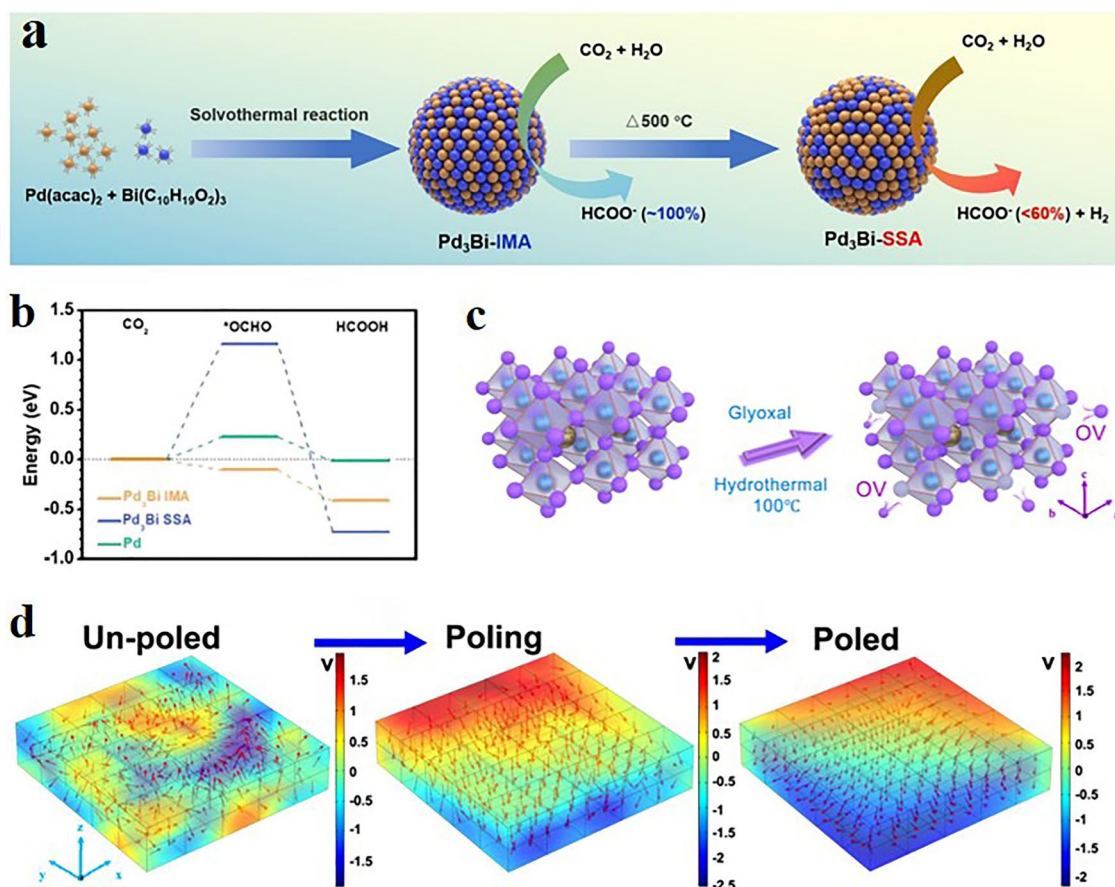 a
CO₂ + H₂O
CO₂ + H₂O
Solvothermal reaction
△500 °C
Pd(acac)₂ + Bi(C₁₀H₁₉O₂)₃
HCOO⁻ (~100%)
HCOO⁻ (<60%) + H₂
Pd₃Bi-IMA
Pd₃Bi-SSA
b
Energy (eV)
1.5
1.0
0.5
0.0
-0.5
-1.0
CO₂
*OCHO
HCOOH
Pd₃Bi IMA
Pd₃Bi SSA
Pd
c
Glyoxal
Hydrothermal
100℃
OV
OV
c
b
d
Un-poled
Poling
Poled
V
1.5
1
0.5
0
-0.5
-1
-1.5
V
2
1.5
1
0.5
0
-0.5
-1
-1.5
-2
-2.5
V
2
1.5
1
0.5
0
-0.5
-1
-1.5
-2
z
y
x